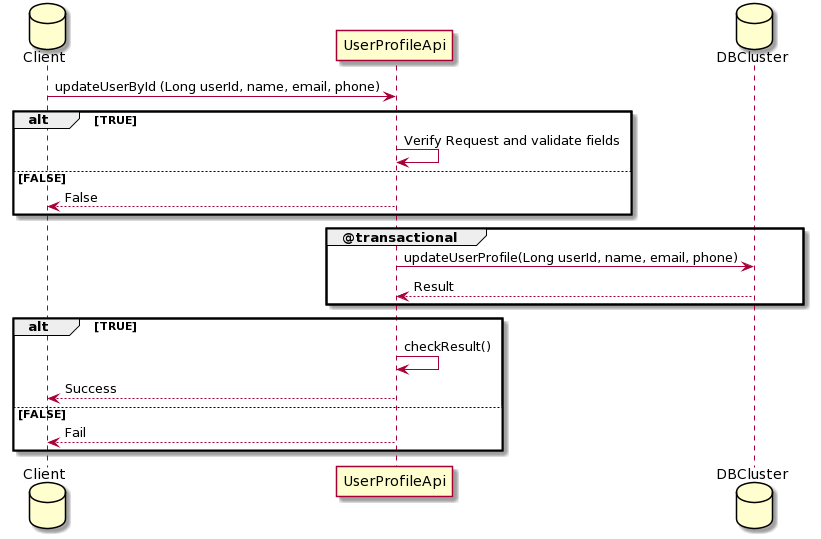 Client
UserProfileApi
DBCluster
updateUserById (Long userId, name, email, phone)
alt [TRUE]
Verify Request and validate fields
[FALSE]
False
@transactional
updateUserProfile(Long userId, name, email, phone)
Result
alt [TRUE]
checkResult()
Success
[FALSE]
Fail
Client
UserProfileApi
DBCluster